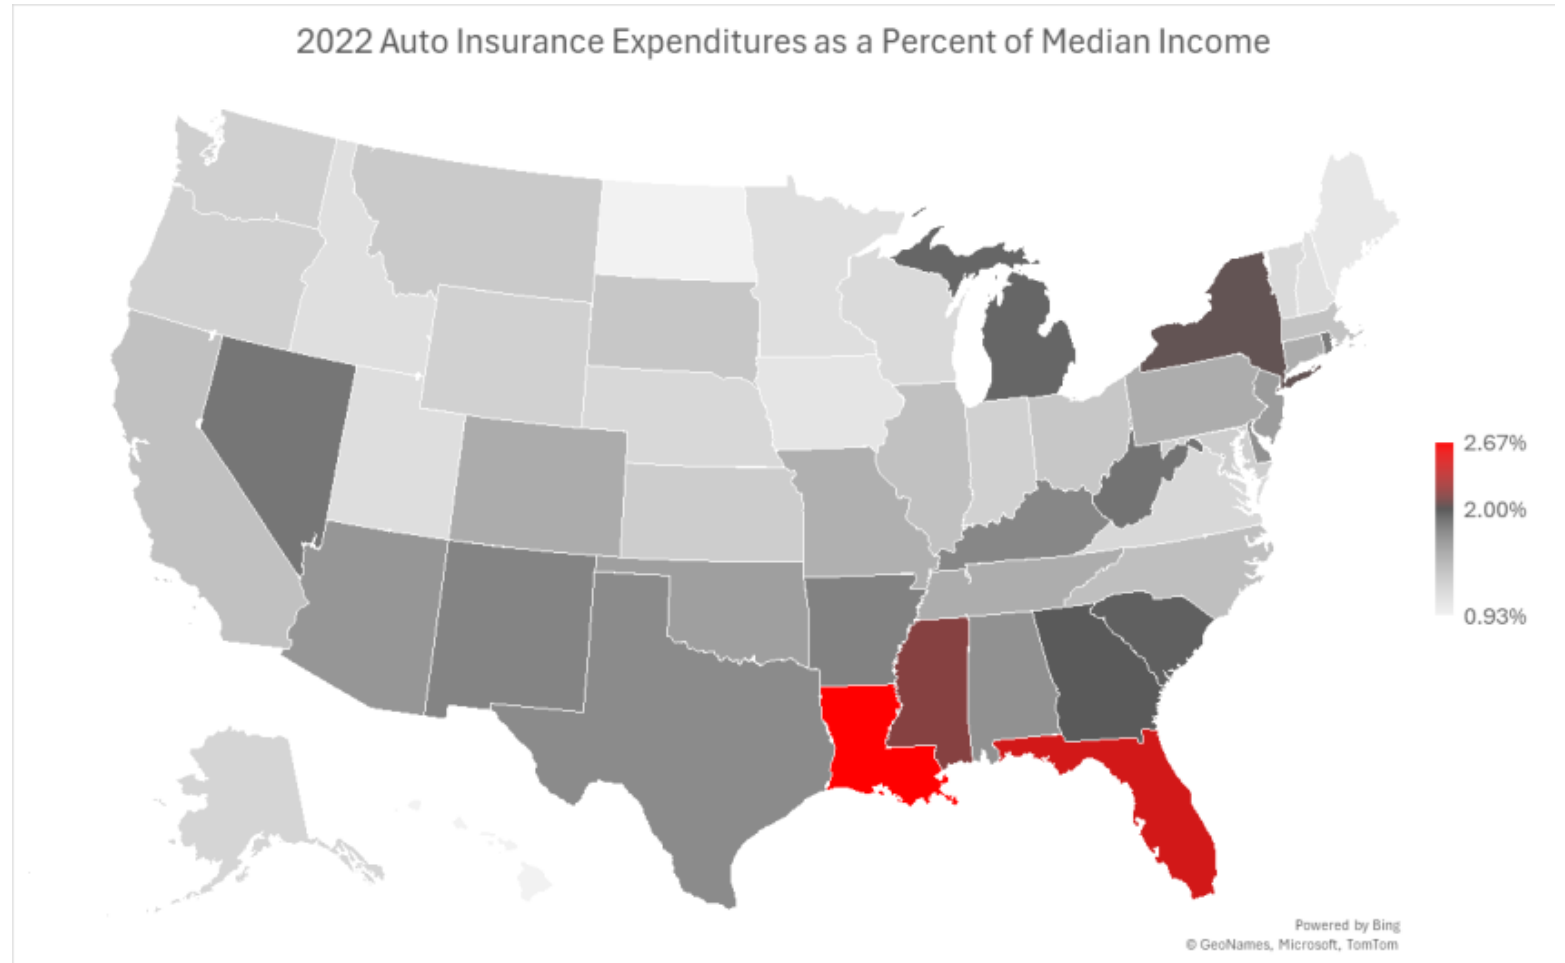 2022 Auto Insurance Expenditures as a Percent of Median Income
2.67%
2.00%
0.93%
Powered by Bing
© GeoNames, Microsoft, TomTom